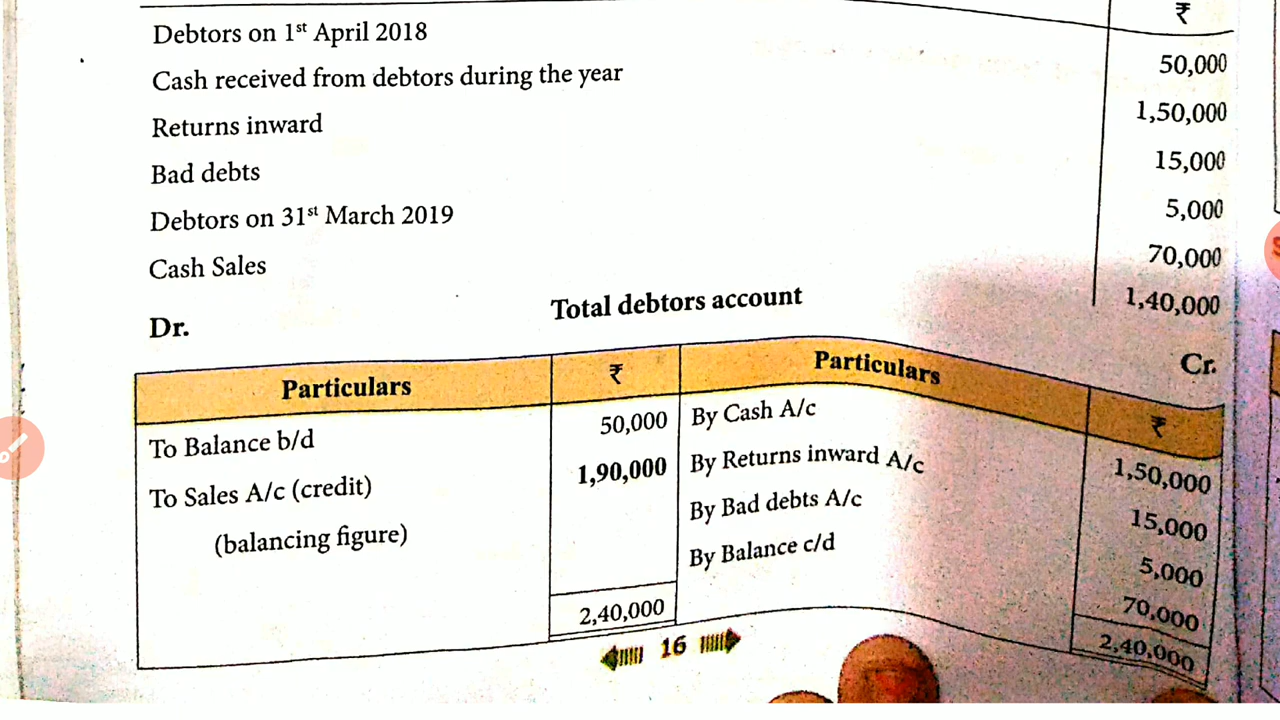 ₹
Debtors on 1st April 2018 50,000
Cash received from debtors during the year 1,50,000
Returns inward 15,000
Bad debts 5,000
Debtors on 31st March 2019 70,000
Cash Sales 1,40,000
Total debtors account
Dr. Cr.
Particulars ₹ Particulars ₹
To Balance b/d 50,000 By Cash A/c 1,50,000
To Sales A/c (credit) 1,90,000 By Returns inward A/c 15,000
(balancing figure) By Bad debts A/c 5,000
By Balance c/d 70,000
2,40,000 2,40,000
16